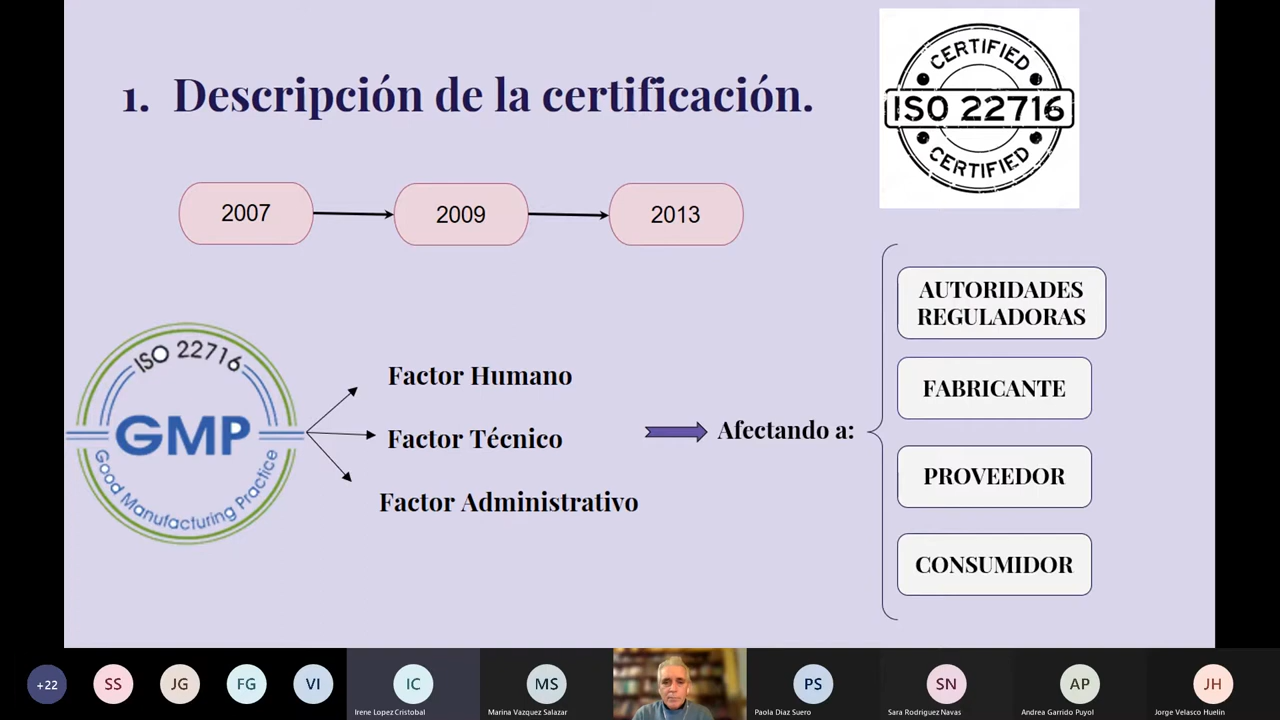 1. Descripción de la certificación.
CERTIFIED
ISO 22716
CERTIFIED
2007
2009
2013
ISO 22716
GMP
Good Manufacturing Practice
Factor Humano
Factor Técnico
Factor Administrativo
Afectando a:
AUTORIDADES
REGULADORAS
FABRICANTE
PROVEEDOR
CONSUMIDOR
+22
SS
JG
FG
VI
IC
Irene Lopez Cristobal
MS
Marina Vazquez Salazar
PS
Paola Diaz Suero
SN
Sara Rodriguez Navas
AP
Andrea Garrido Puyol
JH
Jorge Velasco Huelin